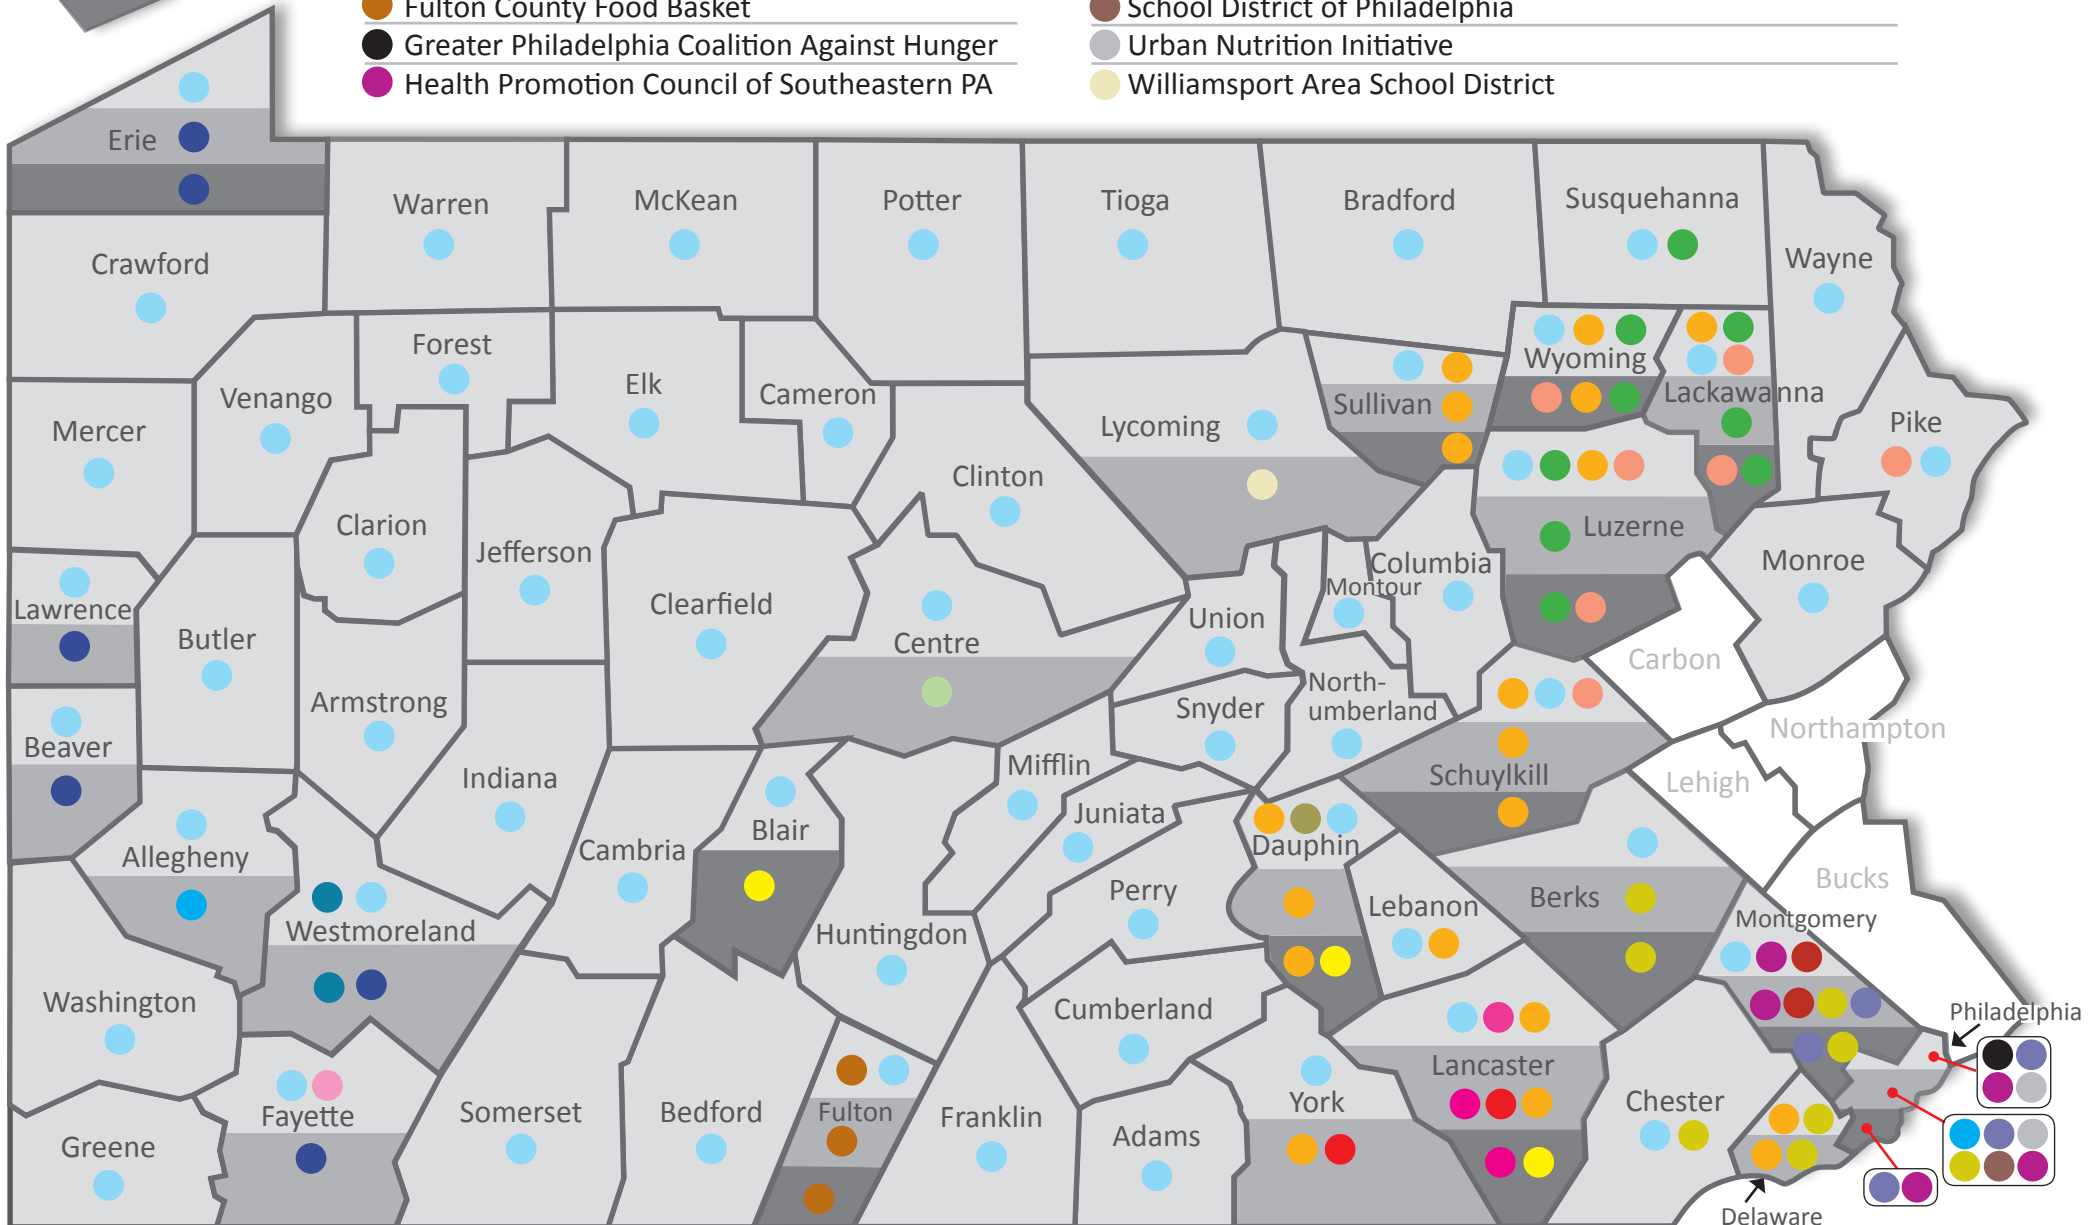 Fulton County Food Basket
School District of Philadelphia
Greater Philadelphia Coalition Against Hunger
Urban Nutrition Initiative
Health Promotion Council of Southeastern PA
Williamsport Area School District
Erie
Warren
McKean
Potter
Tioga
Bradford
Susquehanna
Crawford
Wayne
Forest
Wyoming
Venango
Elk
Cameron
Sullivan
Lackawanna
Mercer
Lycoming
Pike
Clinton
Clarion
Jefferson
Luzerne
Columbia
Monroe
Montour
Lawrence
Clearfield
Union
Butler
Centre
Carbon
Armstrong
Snyder
North-
umberland
Northampton
Beaver
Indiana
Mifflin
Schuylkill
Lehigh
Juniata
Blair
Allegheny
Cambria
Dauphin
Perry
Lebanon
Berks
Bucks
Westmoreland
Huntingdon
Montgomery
Washington
Cumberland
Philadelphia
Lancaster
Fayette
Somerset
Bedford
Fulton
Franklin
York
Chester
Greene
Adams
Delaware